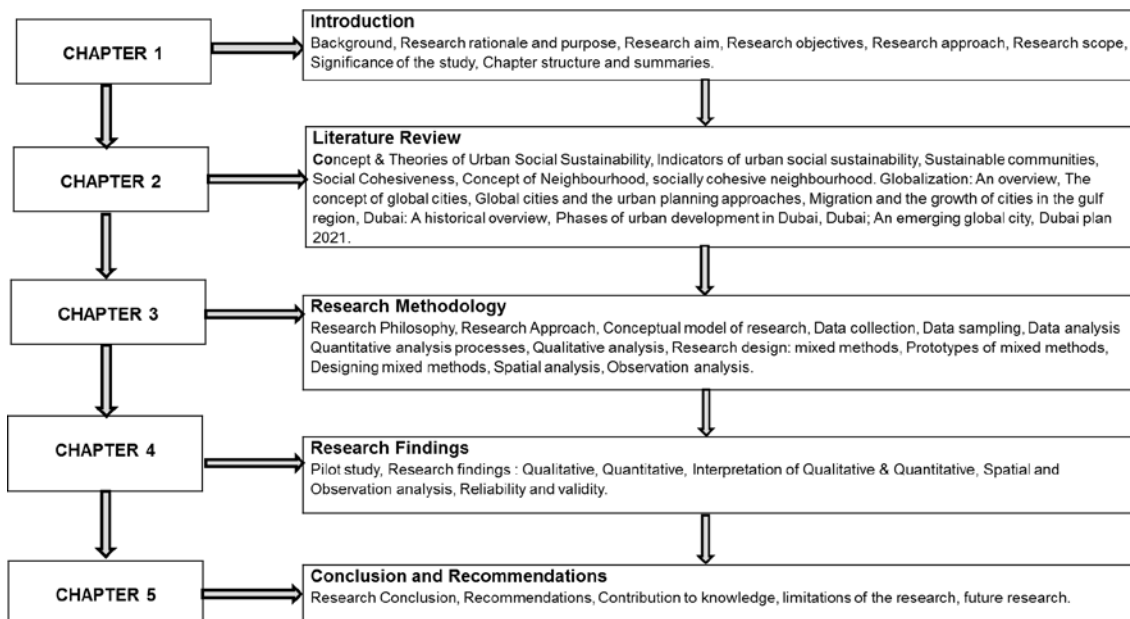 CHAPTER 1
Introduction
Background, Research rationale and purpose, Research aim, Research objectives, Research approach, Research scope,
Significance of the study, Chapter structure and summaries.
CHAPTER 2
Literature Review
Concept & Theories of Urban Social Sustainability, Indicators of urban social sustainability, Sustainable communities,
Social Cohesiveness, Concept of Neighbourhood, socially cohesive neighbourhood. Globalization: An overview, The
concept of global cities, Global cities and the urban planning approaches, Migration and the growth of cities in the gulf
region, Dubai: A historical overview, Phases of urban development in Dubai, Dubai; An emerging global city, Dubai plan
2021.
CHAPTER 3
Research Methodology
Research Philosophy, Research Approach, Conceptual model of research, Data collection, Data sampling, Data analysis
Quantitative analysis processes, Qualitative analysis, Research design: mixed methods, Prototypes of mixed methods,
Designing mixed methods, Spatial analysis, Observation analysis.
CHAPTER 4
Research Findings
Pilot study, Research findings : Qualitative, Quantitative, Interpretation of Qualitative & Quantitative, Spatial and
Observation analysis, Reliability and validity.
CHAPTER 5
Conclusion and Recommendations
Research Conclusion, Recommendations, Contribution to knowledge, limitations of the research, future research.